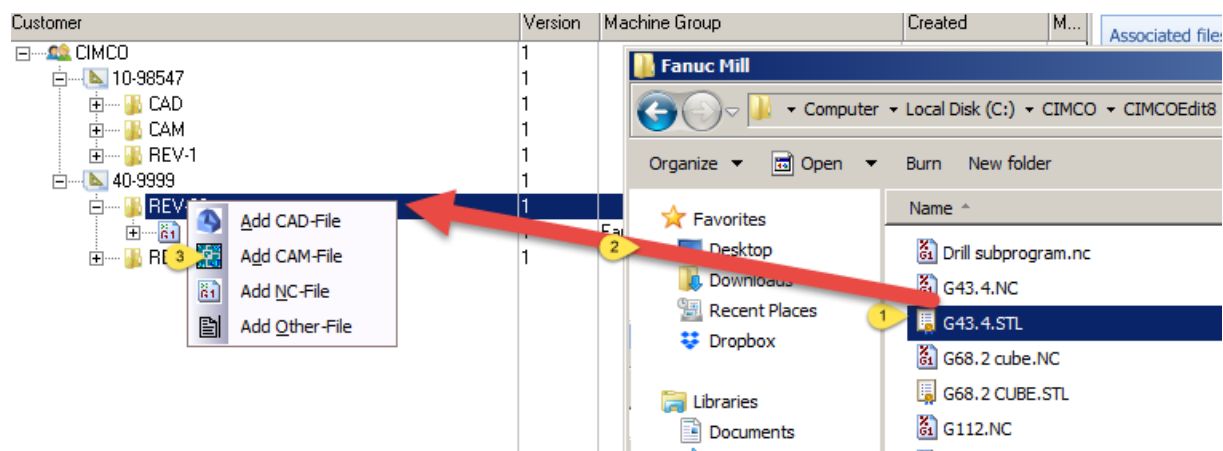 Customer Version Machine Group Created M...
Associated files
CIMCO 1
10-98547 1
CAD 1
CAM 1
REV-1 1
40-9999 1
REV- 1
1
1
Add CAD-File
Add CAM-File
Add NC-File
Add Other-File
3
2
1
Fanuc Mill
Computer Local Disk (C:) CIMCO CIMCOEdit8
Organize Open Burn New folder
Favorites
Desktop
Downloads
Recent Places
Dropbox
Libraries
Documents
Name
Drill subprogram.nc
G43.4.NC
G43.4.STL
G68.2 cube.NC
G68.2 CUBE.STL
G112.NC